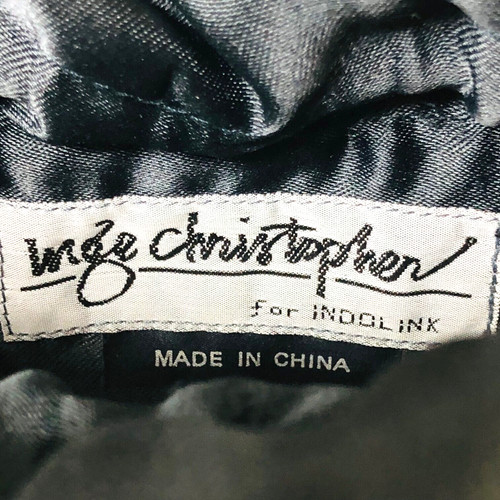 inge christopher
for INDOLINK
MADE IN CHINA